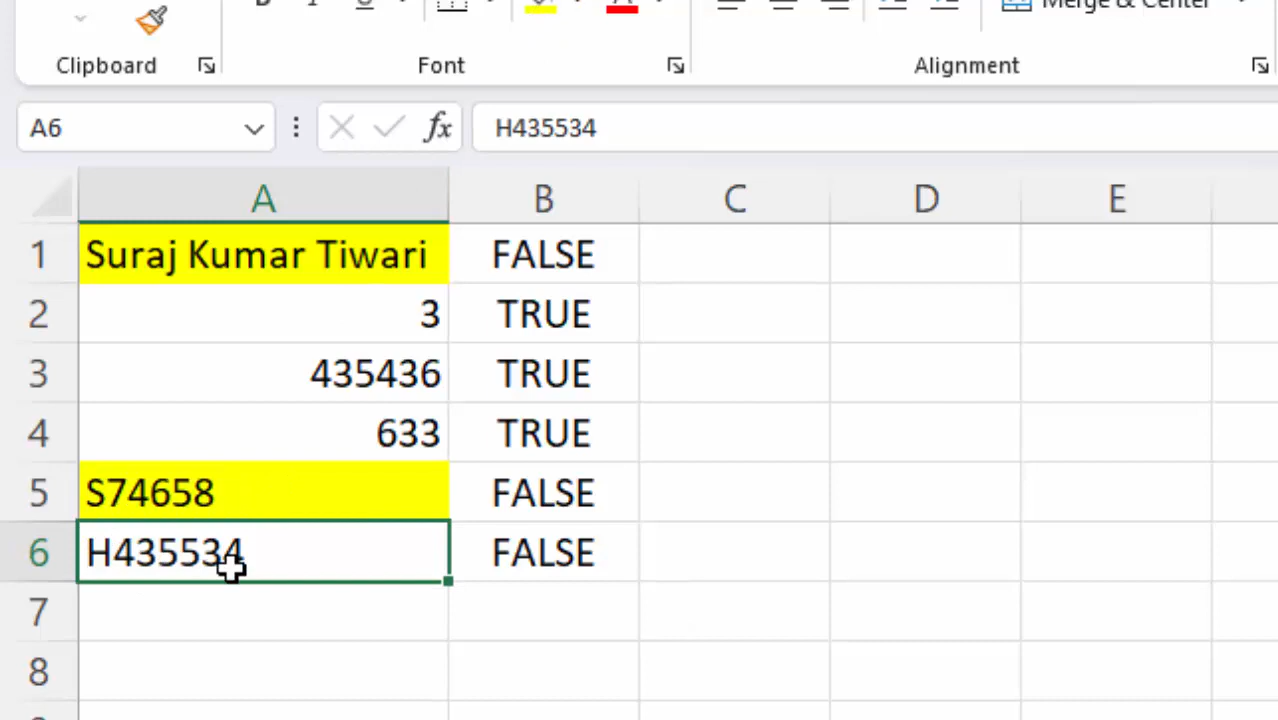 Merge & Center
Clipboard
Font
Alignment
A6
fx
H435534
A B C D E
1 Suraj Kumar Tiwari FALSE
2 3 TRUE
3 435436 TRUE
4 633 TRUE
5 S74658 FALSE
6 H435534 FALSE
7
8